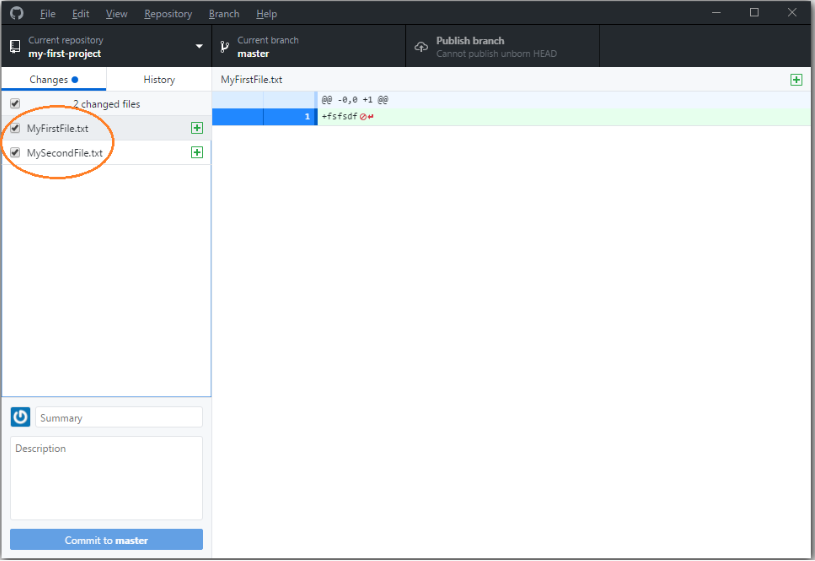 File Edit View Repository Branch Help
Current repository
my-first-project
Current branch
master
Publish branch
Cannot publish unborn HEAD
Changes History
MyFirstFile.txt
2 changed files
@@ -0,0 +1 @@
MyFirstFile.txt
1 +fsfsdf
MySecondFile.txt
Summary
Description
Commit to master